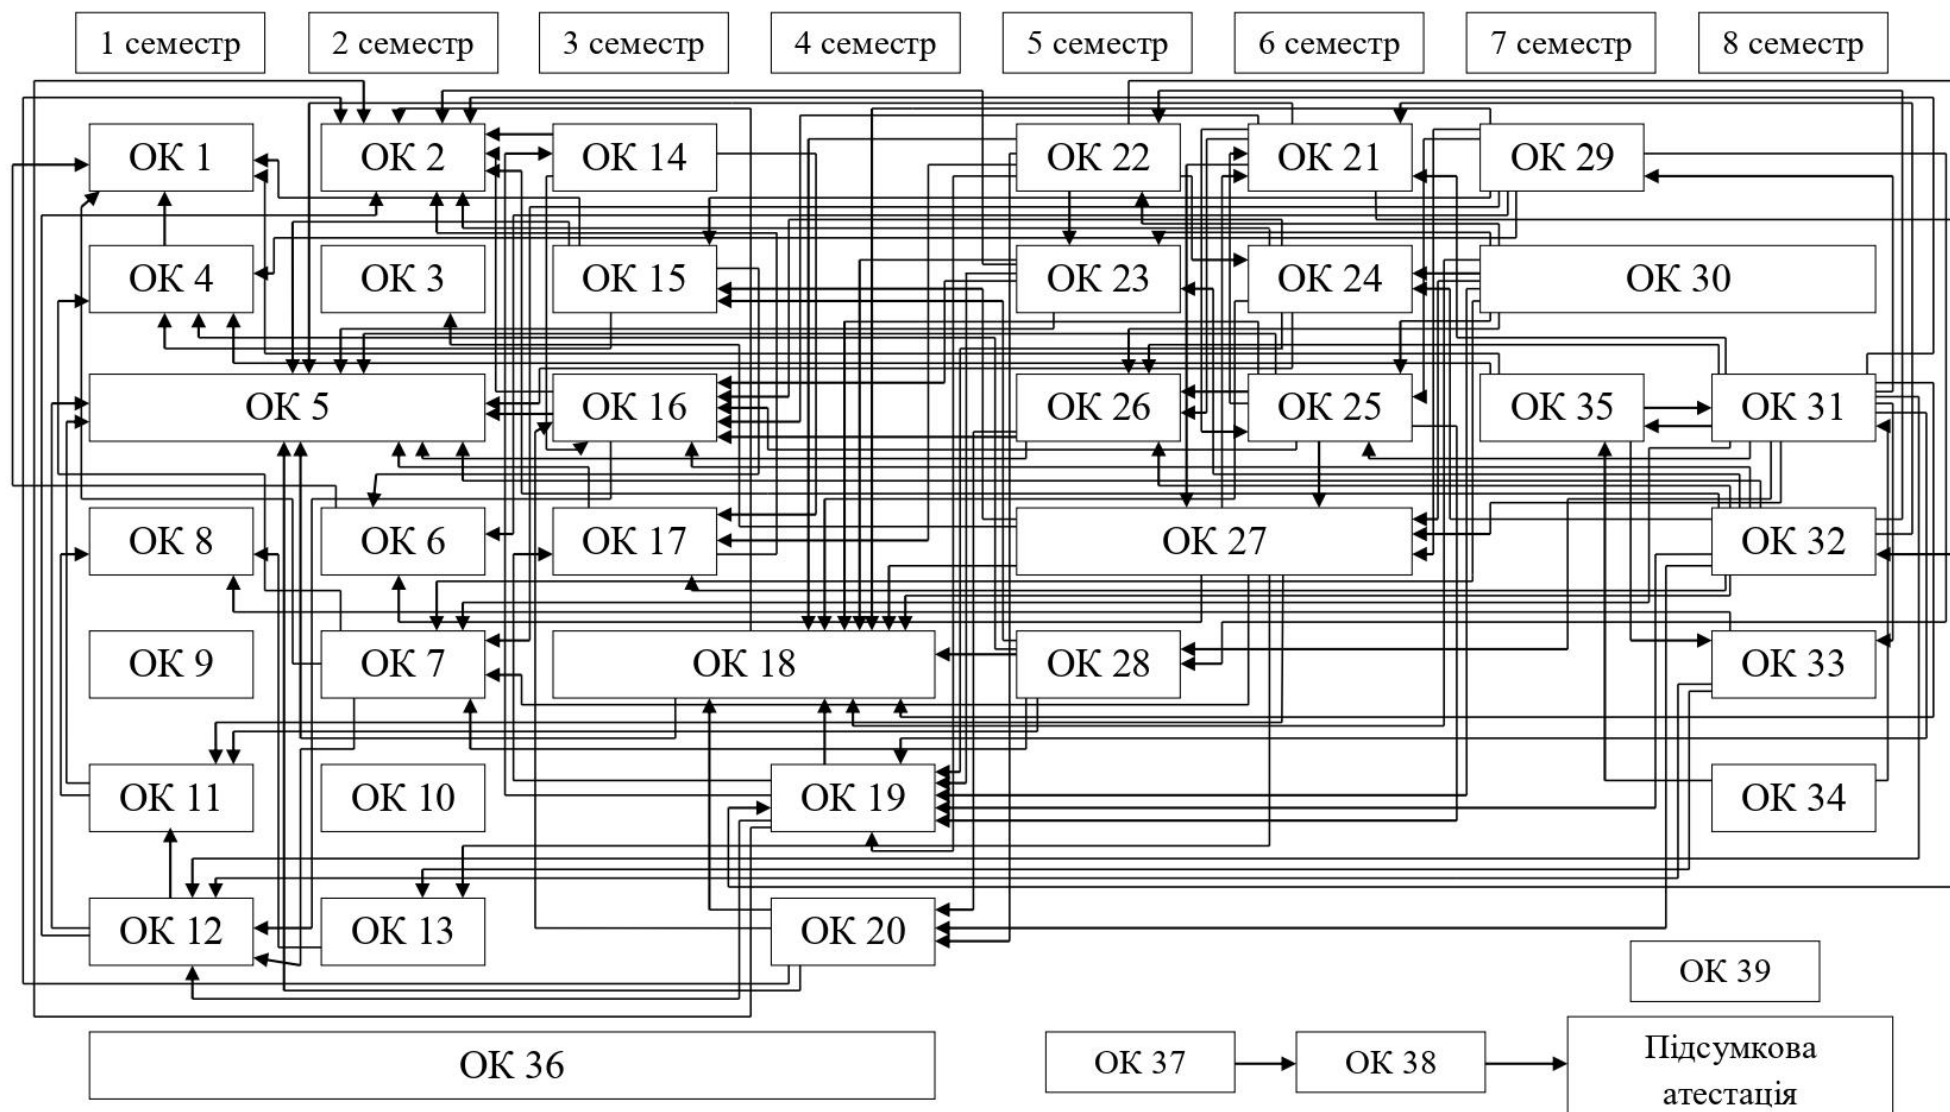 1 семестр
2 семестр
3 семестр
4 семестр
5 семестр
6 семестр
7 семестр
8 семестр
ОК 1
ОК 2
ОК 14
ОК 22
ОК 21
ОК 29
ОК 4
ОК 3
ОК 15
ОК 23
ОК 24
ОК 30
ОК 5
ОК 16
ОК 26
ОК 25
ОК 35
ОК 31
ОК 8
ОК 6
ОК 17
ОК 27
ОК 32
ОК 9
ОК 7
ОК 18
ОК 28
ОК 33
ОК 11
ОК 10
ОК 19
ОК 34
ОК 12
ОК 13
ОК 20
ОК 39
ОК 36
ОК 37
ОК 38
Підсумкова
атестація